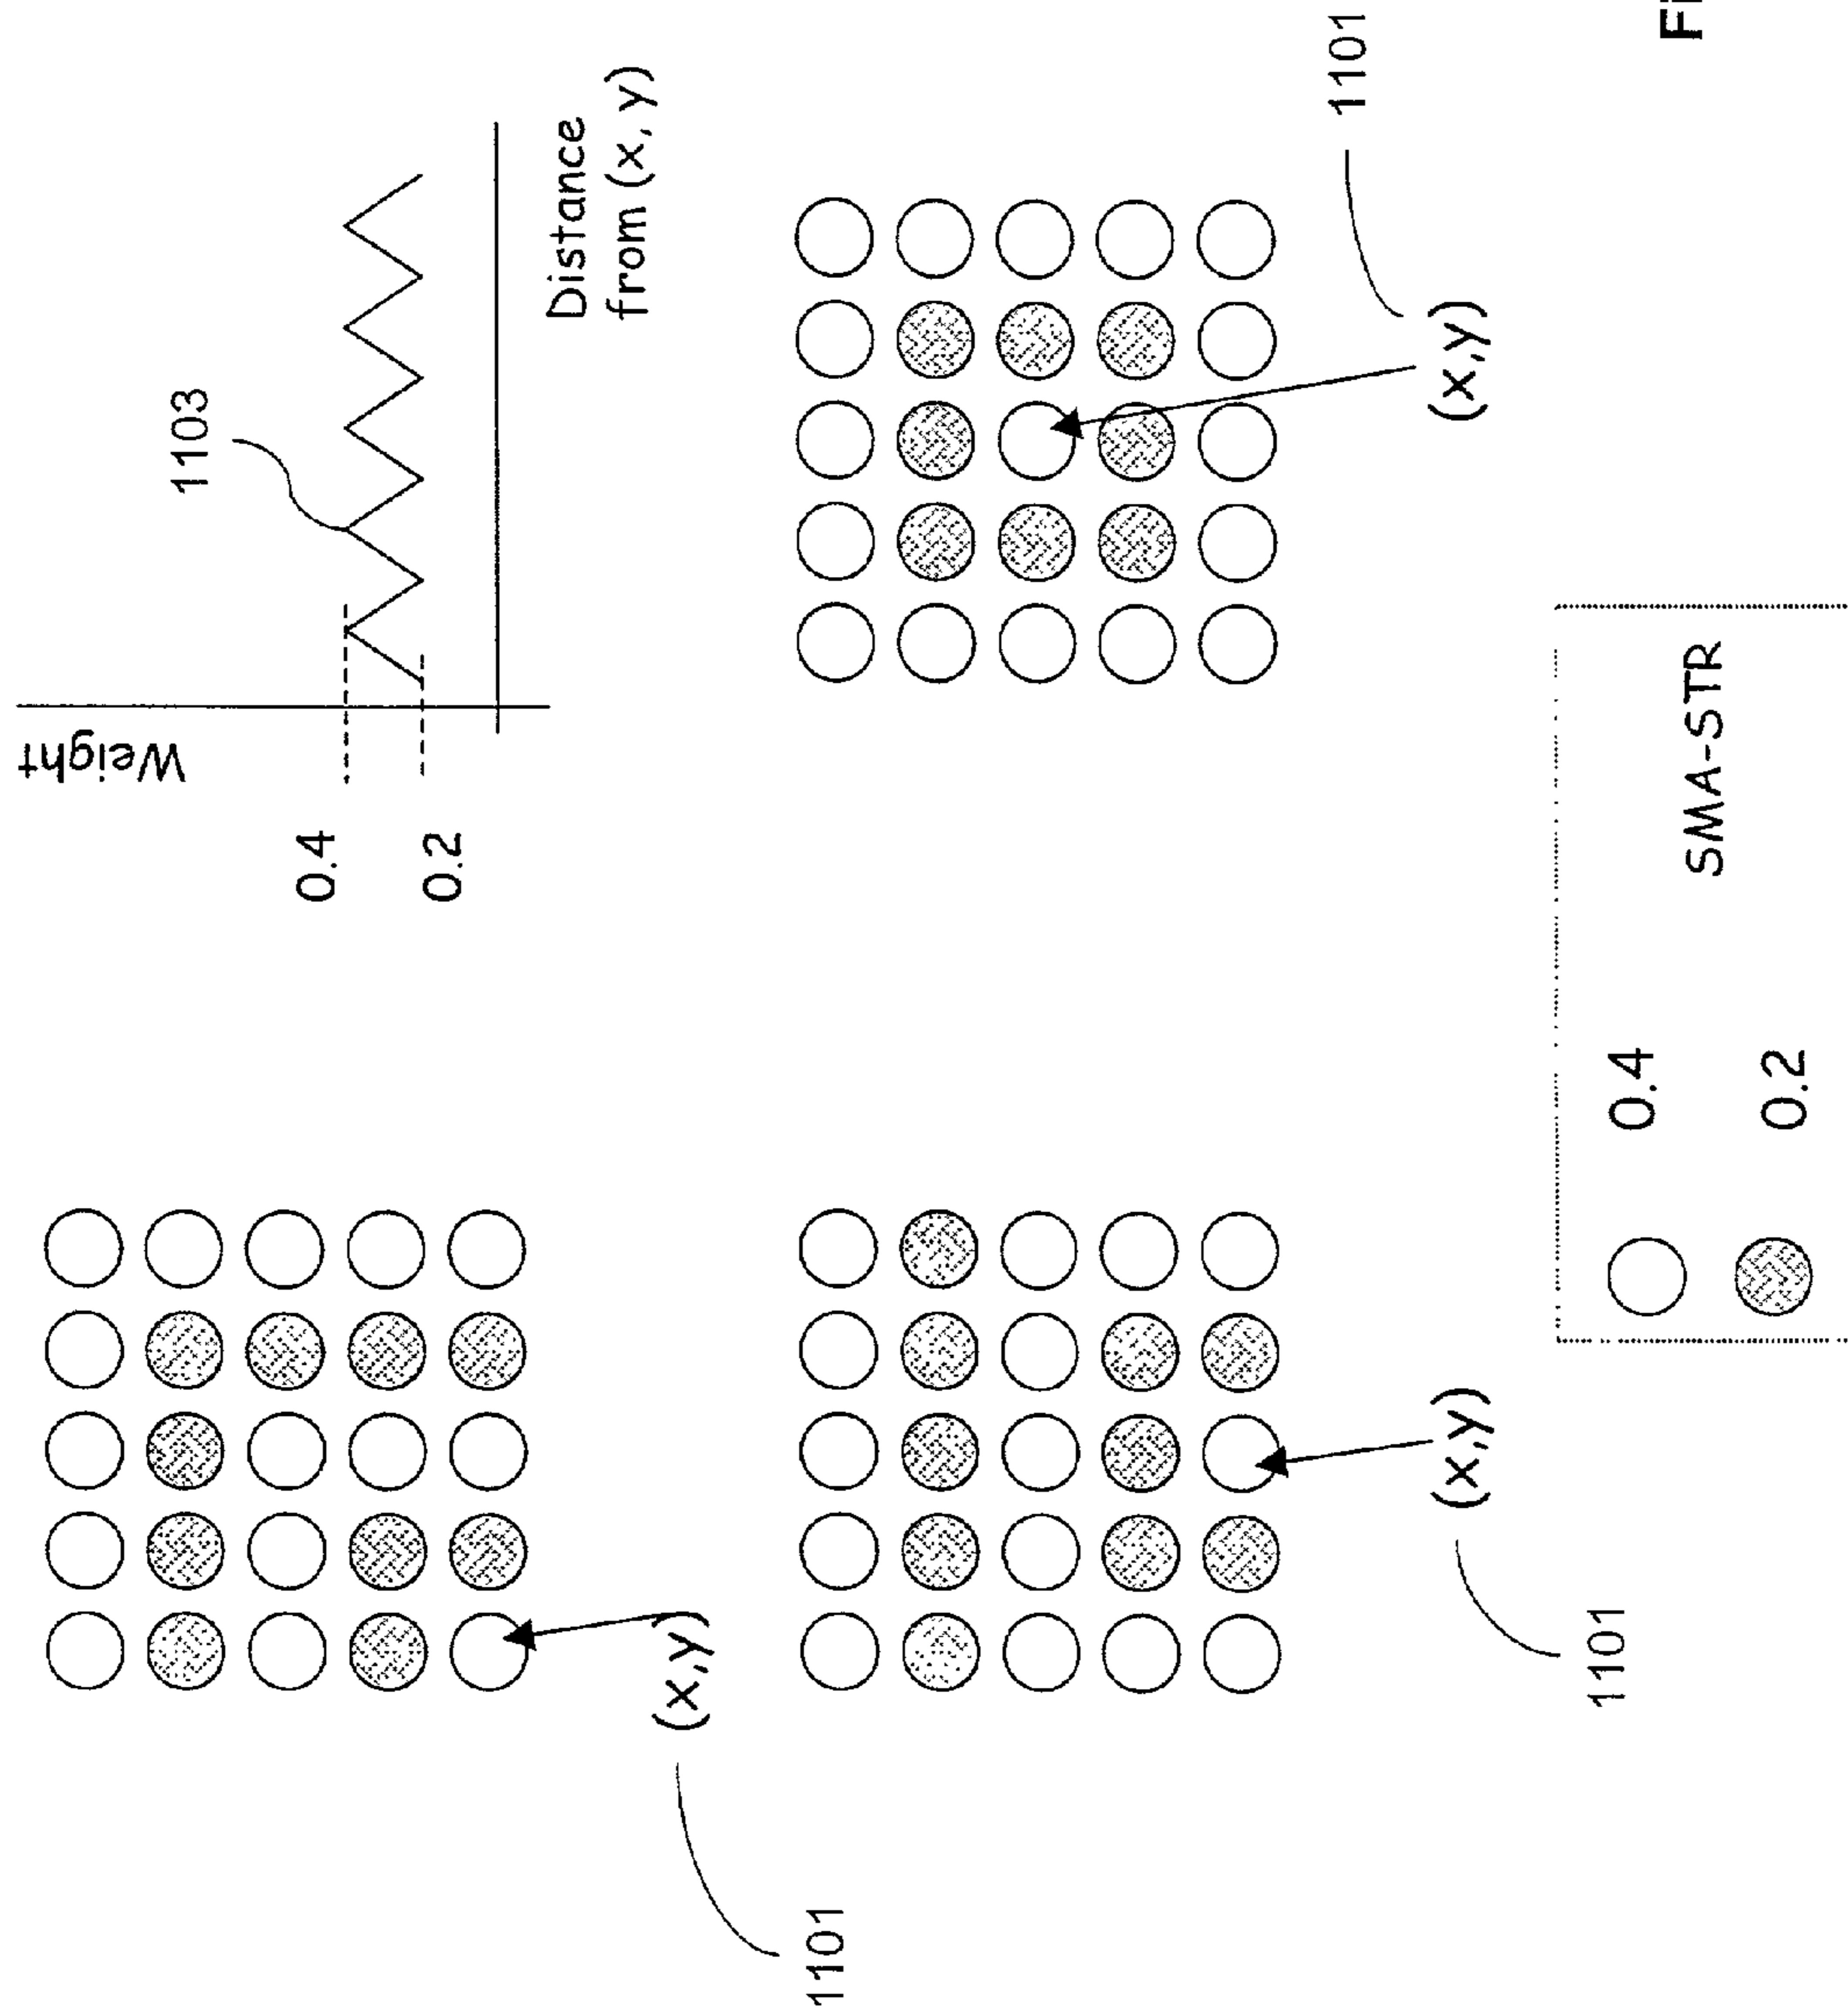 1103
Weight
0.4
0.2
Distance
from (x, y)
(x,y)
1101
(x,y)
1101
(x,y)
1101
0.4
0.2
SMA-STR